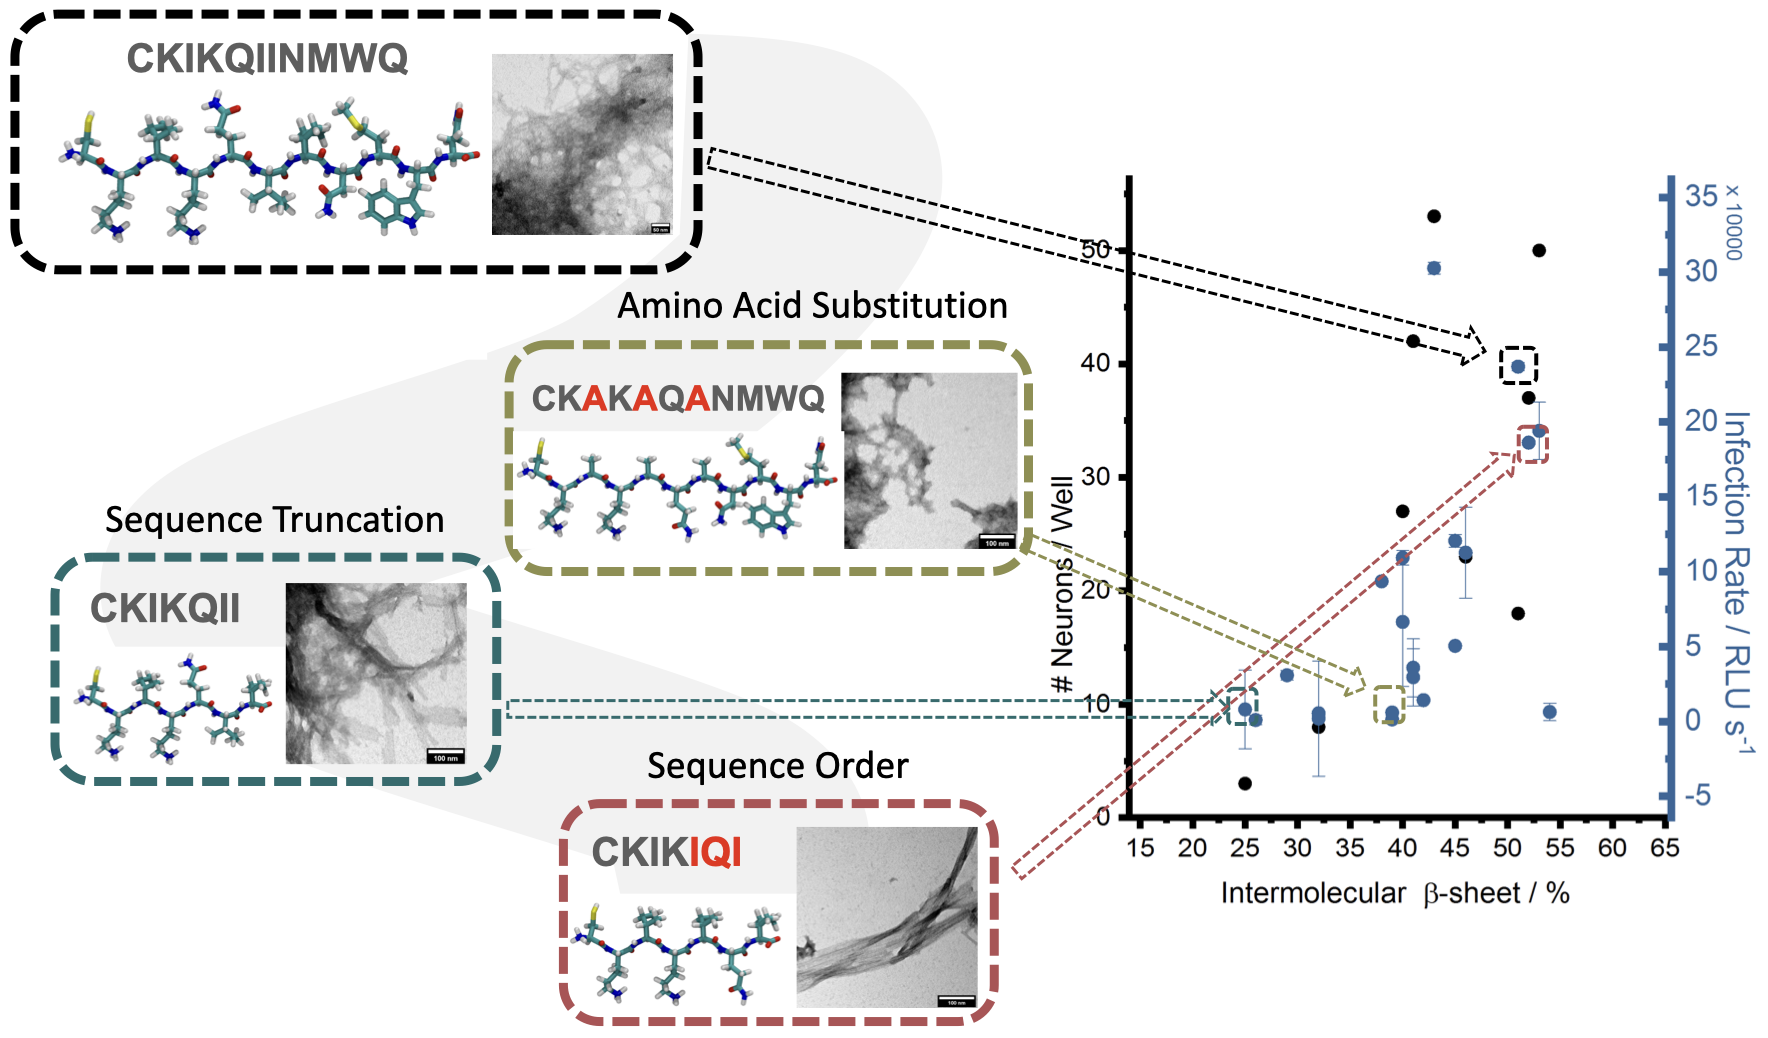 CKIKQIINMWQ
50 nm
Amino Acid Substitution
CKAKAQANMWQ
100 nm
Sequence Truncation
CKIKQII
100 nm
Sequence Order
CKIKIQI
100 nm
# Neurons / Well
50
40
30
20
10
0
15 20 25 30 35 40 45 50 55 60 65
Intermolecular β-sheet / %
x 10000
35
30
25
20
15
10
5
0
-5
Infection Rate / RLU s-1